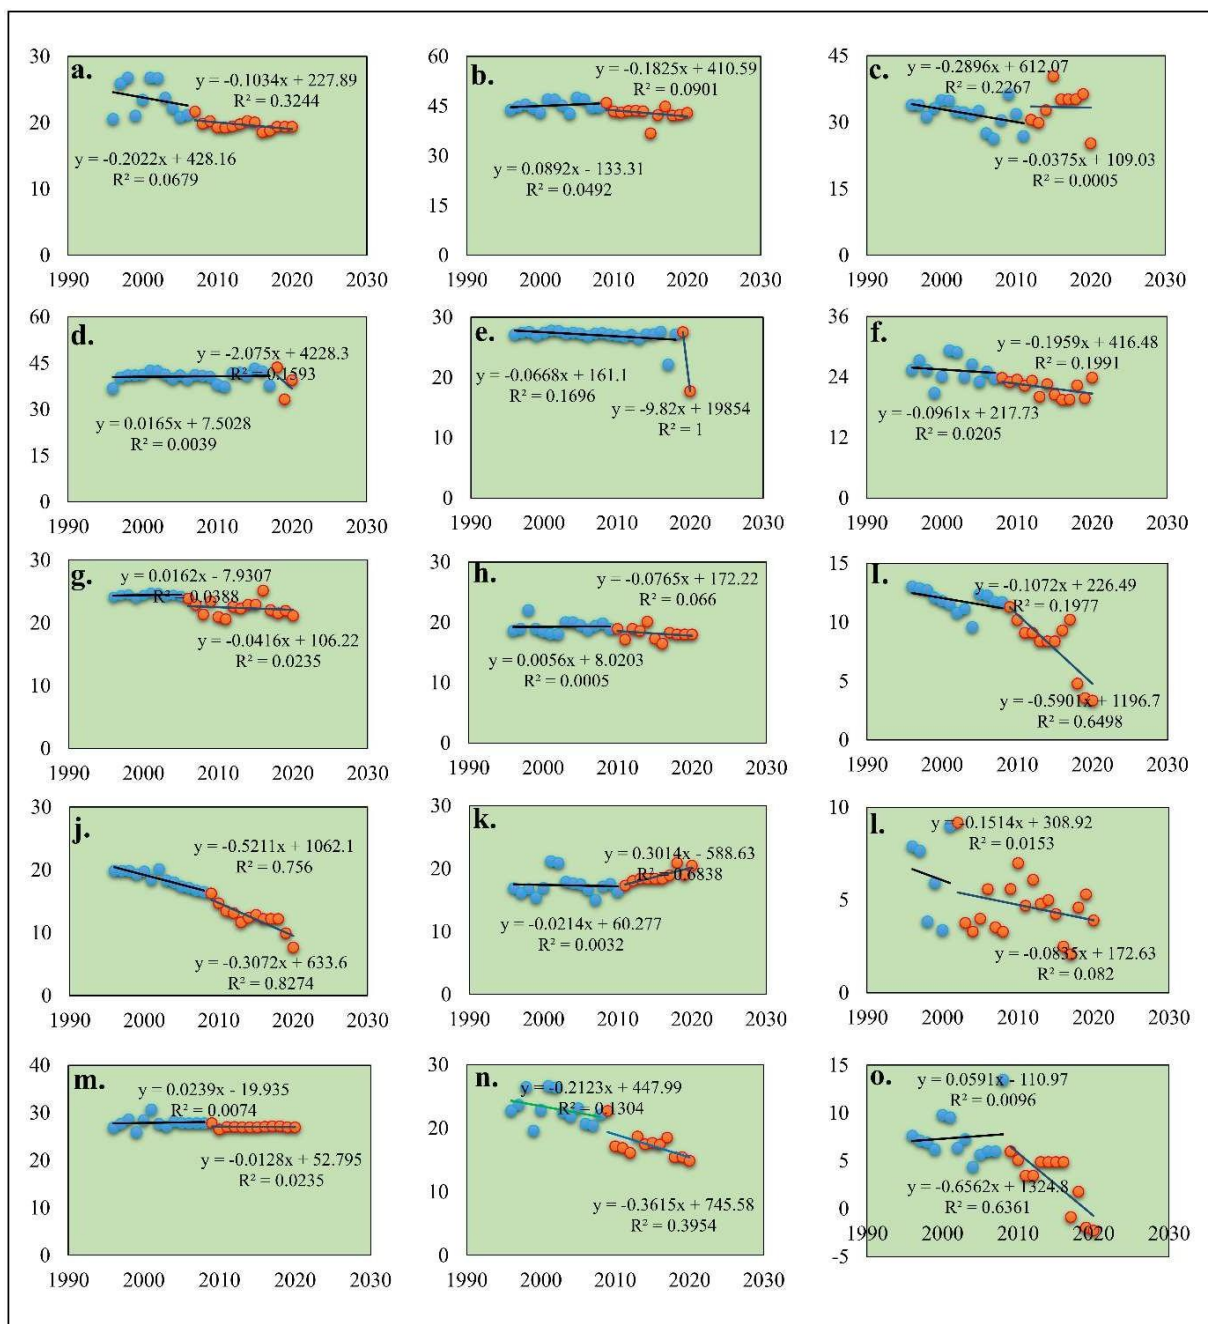 a.
30
20
10
0
y = -0.1034x + 227.89
R² = 0.3244
y = -0.2022x + 428.16
R² = 0.0679
1990 2000 2010 2020 2030
b.
60
45
30
15
0
y = -0.1825x + 410.59
R² = 0.0901
y = 0.0892x - 133.31
R² = 0.0492
1990 2000 2010 2020 2030
c.
45
30
15
0
y = -0.2896x + 612.07
R² = 0.2267
y = -0.0375x + 109.03
R² = 0.0005
1990 2000 2010 2020 2030
d.
60
45
30
15
0
y = -2.075x + 4228.3
R² = 0.1593
y = 0.0165x + 7.5028
R² = 0.0039
1990 2000 2010 2020 2030
e.
30
20
10
0
y = -0.0668x + 161.1
R² = 0.1696
y = -9.82x + 19854
R² = 1
1990 2000 2010 2020 2030
f.
36
24
12
0
y = -0.1959x + 416.48
R² = 0.1991
y = -0.0961x + 217.73
R² = 0.0205
1990 2000 2010 2020 2030
g.
30
20
10
0
y = 0.0162x - 7.9307
R² = 0.0388
y = -0.0416x + 106.22
R² = 0.0235
1990 2000 2010 2020 2030
h.
30
20
10
0
y = -0.0765x + 172.22
R² = 0.066
y = 0.0056x + 8.0203
R² = 0.0005
1990 2000 2010 2020 2030
I.
15
10
5
0
y = -0.1072x + 226.49
R² = 0.1977
y = -0.5901x + 1196.7
R² = 0.6498
1990 2000 2010 2020 2030
j.
30
20
10
0
y = -0.5211x + 1062.1
R² = 0.756
y = -0.3072x + 633.6
R² = 0.8274
1990 2000 2010 2020 2030
k.
30
20
10
0
y = 0.3014x - 588.63
R² = 0.6838
y = -0.0214x + 60.277
R² = 0.0032
1990 2000 2010 2020 2030
l.
10
5
0
y = -0.1514x + 308.92
R² = 0.0153
y = -0.0835x + 172.63
R² = 0.082
1990 2000 2010 2020 2030
m.
40
30
20
10
0
y = 0.0239x - 19.935
R² = 0.0074
y = -0.0128x + 52.795
R² = 0.0235
1990 2000 2010 2020 2030
n.
30
20
10
0
y = -0.2123x + 447.99
R² = 0.1304
y = -0.3615x + 745.58
R² = 0.3954
1990 2000 2010 2020 2030
o.
15
10
5
0
-5
y = 0.0591x - 110.97
R² = 0.0096
y = -0.6562x + 1324.8
R² = 0.6361
1990 2000 2010 2020 2030